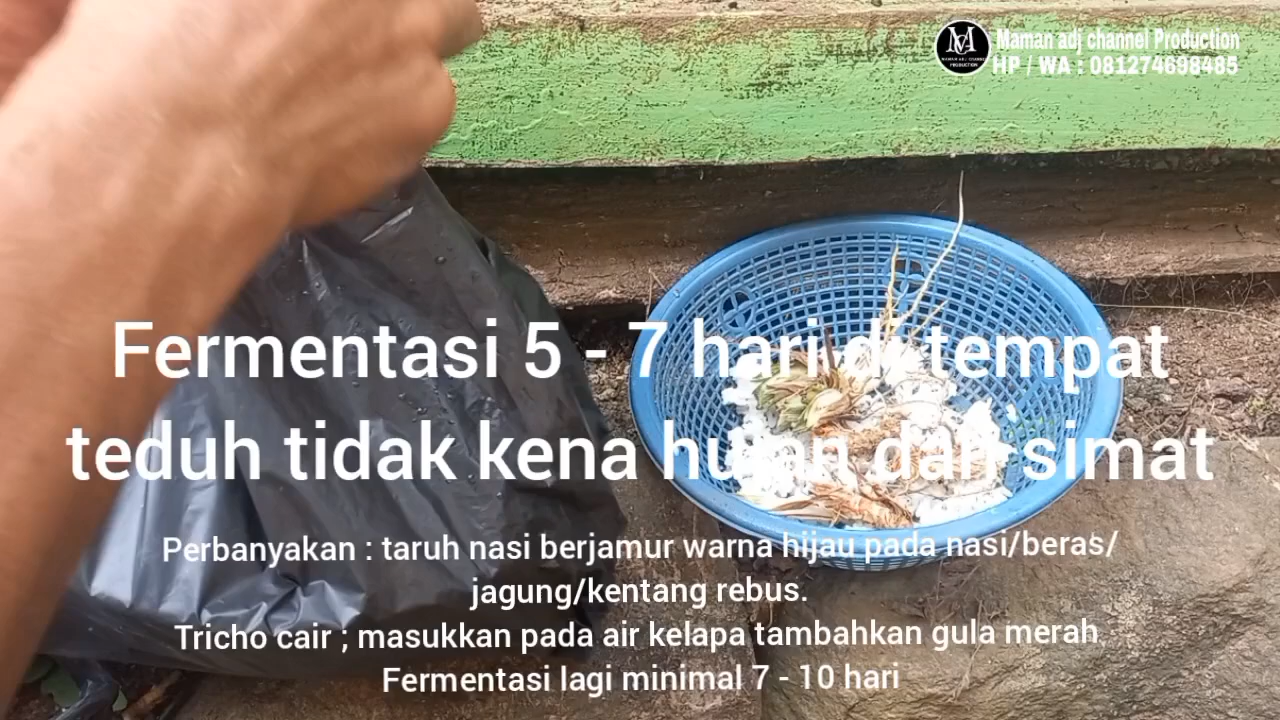 Maman adj channel Production
HP / WA : 081274698485
Fermentasi 5 - 7 hari di tempat
teduh tidak kena hujan dan simat
Perbanyakan : taruh nasi berjamur warna hijau pada nasi/beras/
jagung/kentang rebus.
Tricho cair ; masukkan pada air kelapa tambahkan gula merah
Fermentasi lagi minimal 7 - 10 hari